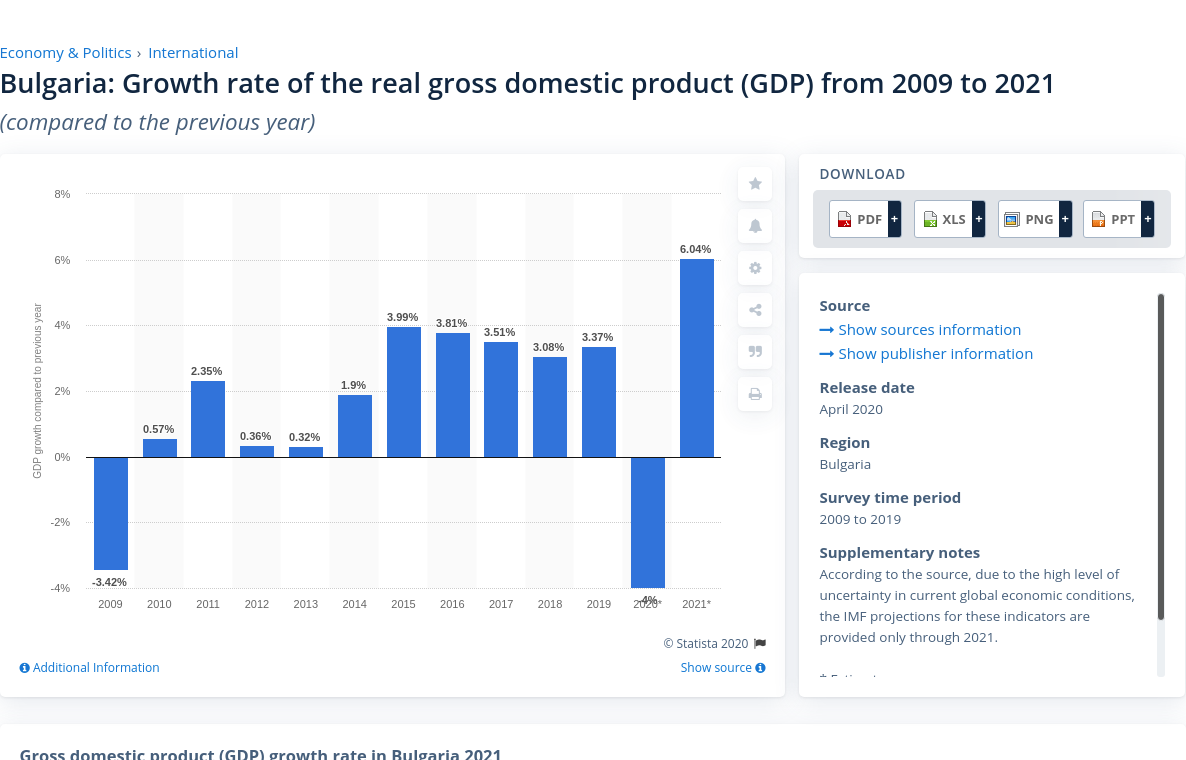 Economy & Politics › International
Bulgaria: Growth rate of the real gross domestic product (GDP) from 2009 to 2021
(compared to the previous year)
GDP growth compared to previous year
8%
6%
4%
2%
0%
-2%
-4%
-3.42%
0.57%
2.35%
0.36%
0.32%
1.9%
3.99%
3.81%
3.51%
3.08%
3.37%
-4%
6.04%
2009 2010 2011 2012 2013 2014 2015 2016 2017 2018 2019 2020* 2021*
© Statista 2020
Additional Information
Show source
DOWNLOAD
PDF + XLS + PNG + PPT +
Source
Show sources information
Show publisher information
Release date
April 2020
Region
Bulgaria
Survey time period
2009 to 2019
Supplementary notes
According to the source, due to the high level of
uncertainty in current global economic conditions,
the IMF projections for these indicators are
provided only through 2021.
Gross domestic product (GDP) growth rate in Bulgaria 2021